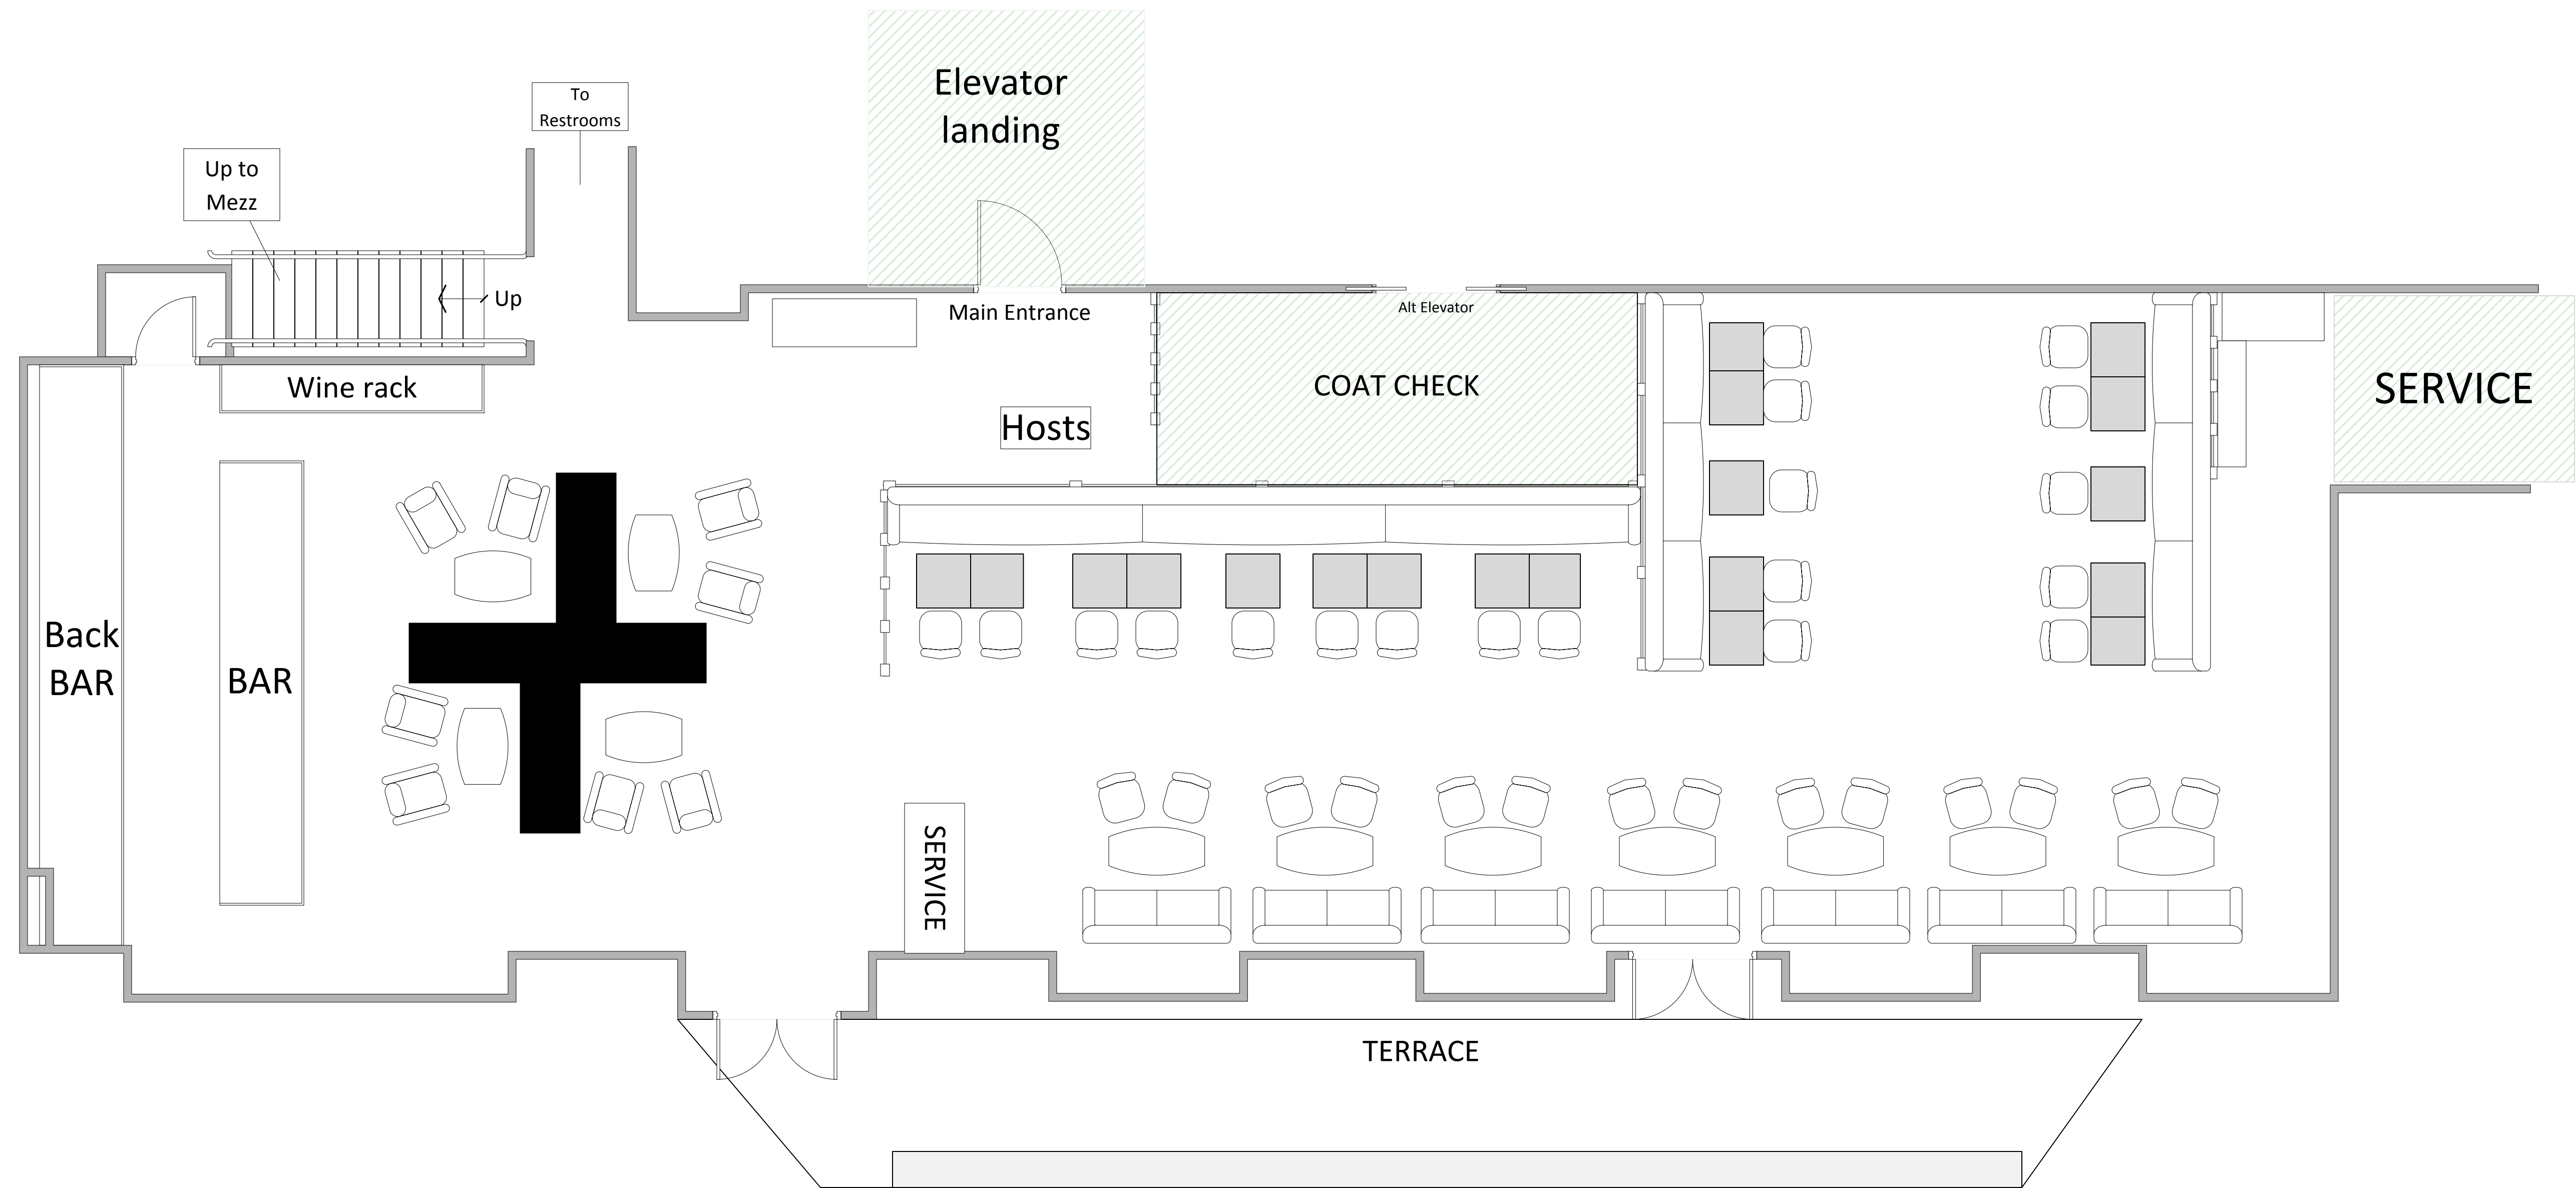 Elevator
landing
To
Restrooms
Up to
Mezz
Up
Main Entrance
Alt Elevator
Wine rack
COAT CHECK
SERVICE
Hosts
Back
BAR
BAR
SERVICE
TERRACE